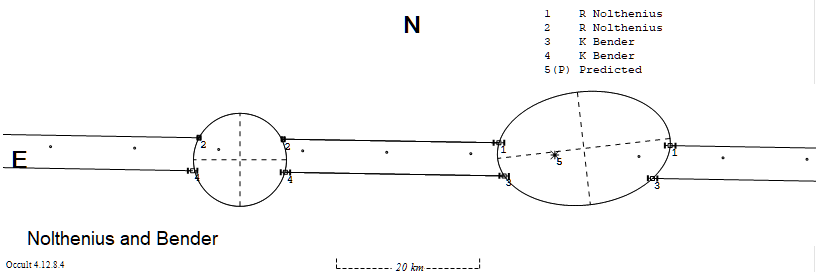 N
1 R Nolthenius
2 R Nolthenius
3 K Bender
4 K Bender
5(P) Predicted
2 2 1 1
E 5
4 4 3 3
Nolthenius and Bender
Occult 4.12.8.4
20 km